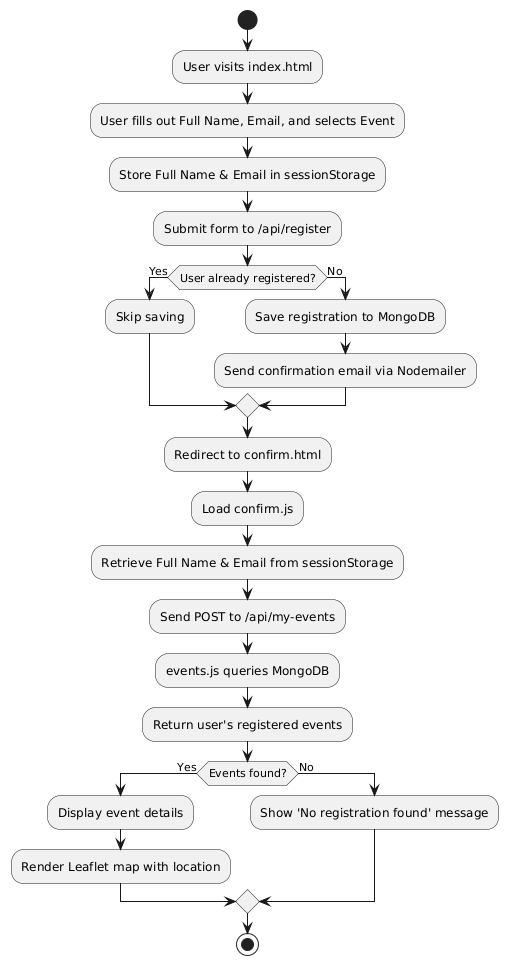 User visits index.html
User fills out Full Name, Email, and selects Event
Store Full Name & Email in sessionStorage
Submit form to /api/register
Yes
User already registered?
No
Skip saving
Save registration to MongoDB
Send confirmation email via Nodemailer
Redirect to confirm.html
Load confirm.js
Retrieve Full Name & Email from sessionStorage
Send POST to /api/my-events
events.js queries MongoDB
Return user's registered events
Yes
Events found?
No
Display event details
Show 'No registration found' message
Render Leaflet map with location